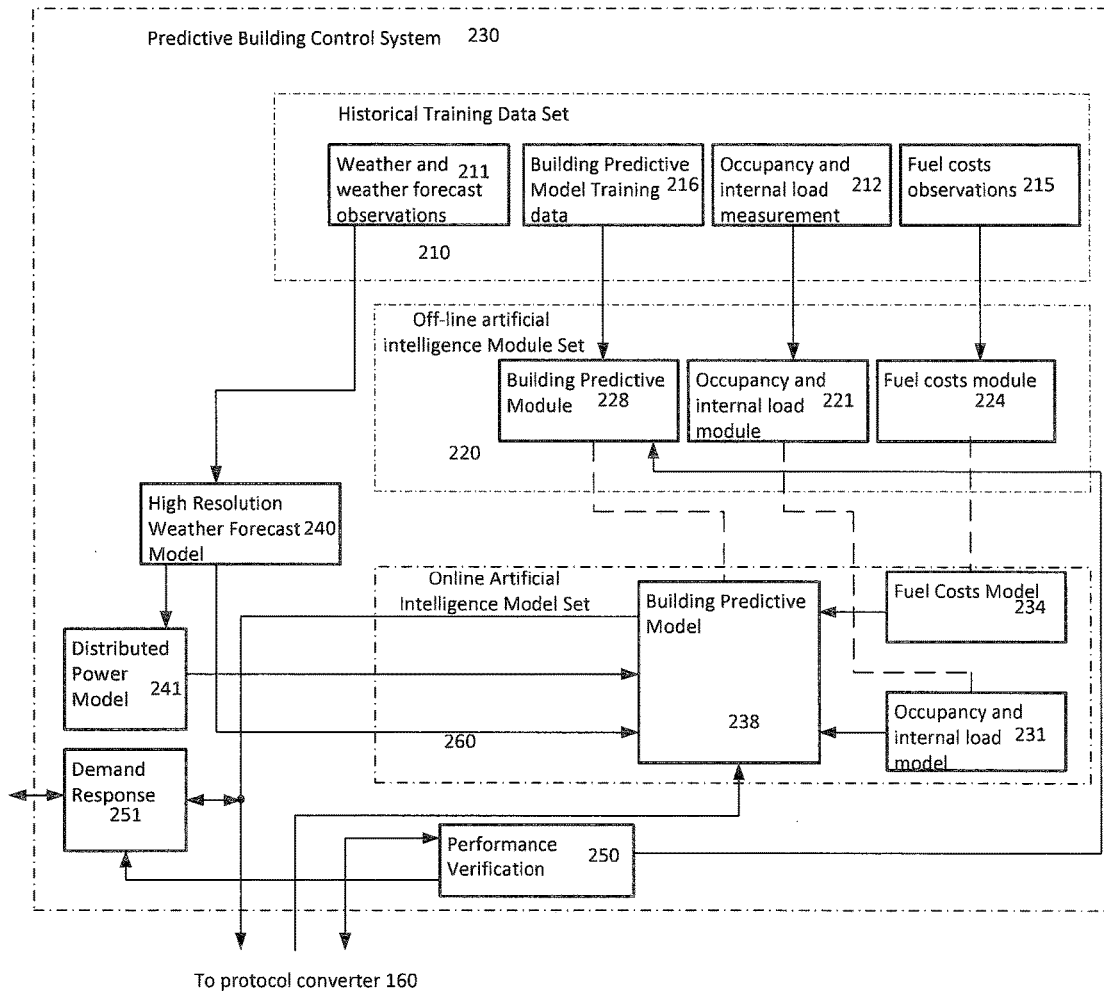 Predictive Building Control System 230
Historical Training Data Set
Weather and
weather forecast
observations
211
Building Predictive
Model Training
data
216
Occupancy and
internal load
measurement
212
Fuel costs
observations
215
210
Off-line artificial
intelligence Module Set
Building Predictive
Module
228
Occupancy and
internal load
module
221
Fuel costs module
224
220
High Resolution
Weather Forecast
Model
240
Online Artificial
Intelligence Model Set
Building Predictive
Model
238
Fuel Costs Model
234
Distributed
Power
Model
241
Occupancy and
internal load
model
231
260
Demand
Response
251
Performance
Verification
250
To protocol converter 160